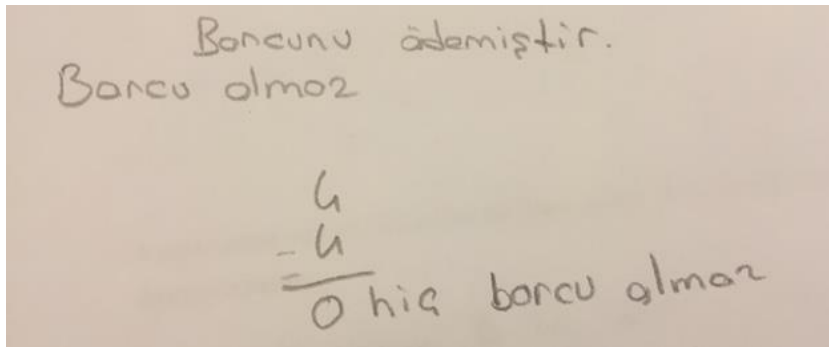 Borcunu ödemiştir.
Borcu olmaz
4
- 4
0 hiç borcu olmaz